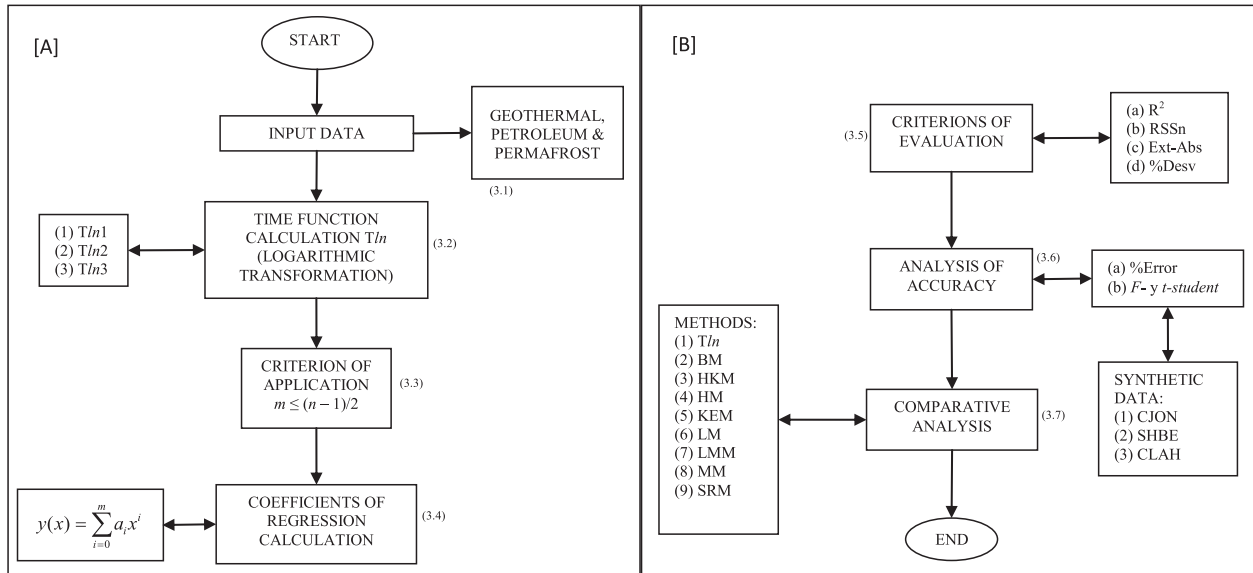 [A]
START
INPUT DATA
GEOTHERMAL,
PETROLEUM &
PERMAFROST
(3.1)
TIME FUNCTION
CALCULATION Tln
(LOGARITHMIC
TRANSFORMATION)
(3.2)
(1) Tln1
(2) Tln2
(3) Tln3
CRITERION OF
APPLICATION
m ≤ (n − 1)/2
(3.3)
COEFFICIENTS OF
REGRESSION
CALCULATION
(3.4)
y(x) = ∑_{i=0}^{m} a_i x^i
[B]
CRITERIONS OF
EVALUATION
(3.5)
(a) R²
(b) RSSn
(c) Ext-Abs
(d) %Desv
ANALYSIS OF
ACCURACY
(3.6)
(a) %Error
(b) F- y t-student
SYNTHETIC
DATA:
(1) CJON
(2) SHBE
(3) CLAH
METHODS:
(1) Tln
(2) BM
(3) HKM
(4) HM
(5) KEM
(6) LM
(7) LMM
(8) MM
(9) SRM
COMPARATIVE
ANALYSIS
(3.7)
END